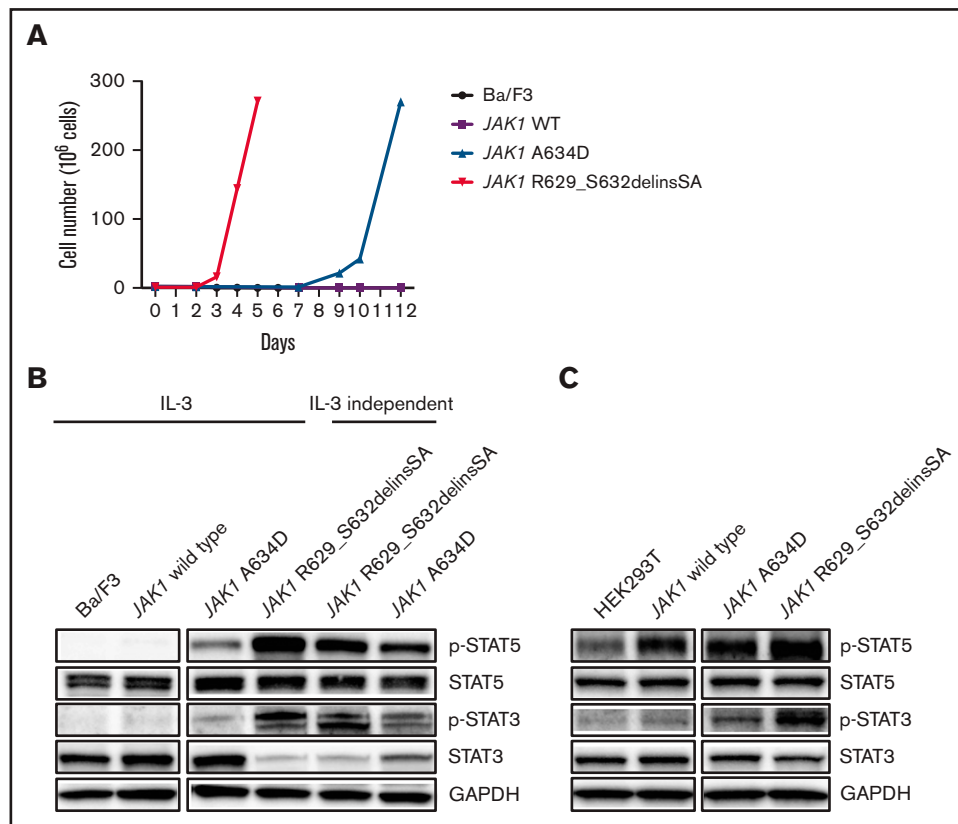 A
300
200
100
0
Cell number (10⁶ cells)
0 1 2 3 4 5 6 7 8 9 10 11 12
Days
Ba/F3
JAK1 WT
JAK1 A634D
JAK1 R629_S632delinsSA
B
IL-3
IL-3 independent
Ba/F3
JAK1 wild type
JAK1 A634D
JAK1 R629_S632delinsSA
JAK1 R629_S632delinsSA
JAK1 A634D
p-STAT5
STAT5
p-STAT3
STAT3
GAPDH
C
HEK293T
JAK1 wild type
JAK1 A634D
JAK1 R629_S632delinsSA
p-STAT5
STAT5
p-STAT3
STAT3
GAPDH